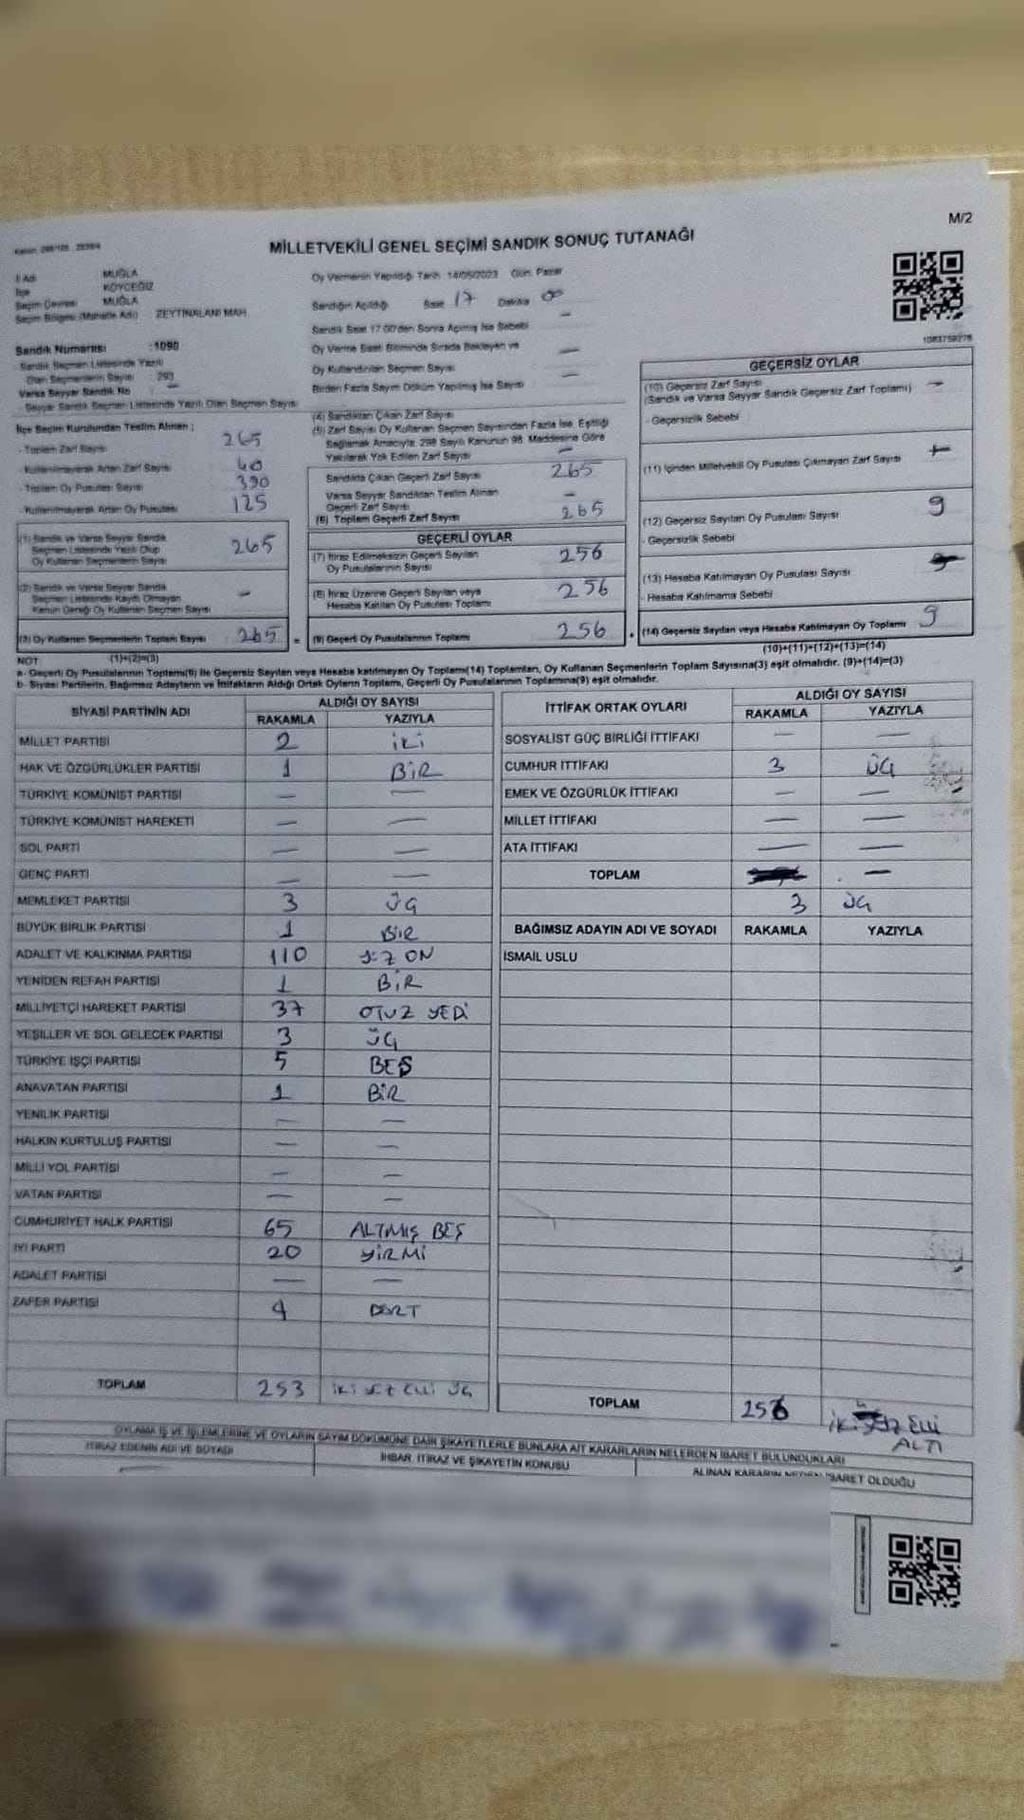 M/2
MİLLETVEKİLİ GENEL SEÇİMİ SANDIK SONUÇ TUTANAĞI
İl Adı MUĞLA
İlçe KÖYCEĞİZ
Seçim Çevresi MUĞLA
Seçim Bölgesi (Mahalle Adı) ZEYTİNALANI MAH.
Sandık Numarası :1090
Sandık Seçmen Listesinde Yazılı
Olan Seçmenlerin Sayısı 293
Varsa Seyyar Sandık No —
Seyyar Sandık Seçmen Listesinde Yazılı Olan Seçmen Sayısı
İlçe Seçim Kurulundan Teslim Alınan ;
- Toplam Zarf Sayısı 265
- Kullanılmayarak Artan Zarf Sayısı 40
- Toplam Oy Pusulası Sayısı 390
- Kullanılmayarak Artan Oy Pusulası 125
(1) Sandık ve Varsa Seyyar Sandık
Seçmen Listesinde Yazılı Olup
Oy Kullanan Seçmenlerin Sayısı 265
(2) Sandık ve Varsa Seyyar Sandık
Seçmen Listesinde Kaydı Olmayan
Kanun Gereği Oy Kullanan Seçmen Sayısı -
(3) Oy Kullanan Seçmenlerin Toplam Sayısı 265 =
Oy Vermenin Yapıldığı Tarih 14/05/2023 Gün: Pazar
Sandığın Açıldığı Saat 17 Dakika 00
Sandık Saat 17.00'den Sonra Açılmış İse Sebebi —
Oy Verme Saati Bitiminde Sırada Bekleyen ve
Oy Kullandırılan Seçmen Sayısı —
Birden Fazla Sayım Döküm Yapılmış İse Sayısı —
(4) Sandıktan Çıkan Zarf Sayısı
(5) Zarf Sayısı Oy Kullanan Seçmen Sayısından Fazla İse, Eşitliği
Sağlamak Amacıyla 298 Sayılı Kanunun 98. Maddesine Göre
Yakılarak Yok Edilen Zarf Sayısı —
Sandıkta Çıkan Geçerli Zarf Sayısı 265
Varsa Seyyar Sandıktan Teslim Alınan
Geçerli Zarf Sayısı —
(6) Toplam Geçerli Zarf Sayısı 265
GEÇERLİ OYLAR
(7) İtiraz Edilmeksizin Geçerli Sayılan
Oy Pusulalarının Sayısı 256
(8) İtiraz Üzerine Geçerli Sayılan veya
Hesaba Katılan Oy Pusulası Toplamı 256
(9) Geçerli Oy Pusulalarının Toplamı 256
1083759276
GEÇERSİZ OYLAR
(10) Geçersiz Zarf Sayısı
(Sandık ve Varsa Seyyar Sandık Geçersiz Zarf Toplamı) —
- Geçersizlik Sebebi
(11) İçinden Milletvekili Oy Pusulası Çıkmayan Zarf Sayısı
(12) Geçersiz Sayılan Oy Pusulası Sayısı 9
- Geçersizlik Sebebi
(13) Hesaba Katılmayan Oy Pusulası Sayısı
- Hesaba Katılmama Sebebi
(14) Geçersiz Sayılan veya Hesaba Katılmayan Oy Toplamı 9
NOT (1)+(2)=(3) (10)+(11)+(12)+(13)=(14)
a- Geçerli Oy Pusulasının Toplamı(9) ile Geçersiz Sayılan veya Hesaba katılmayan Oy Toplamı(14) Toplamları, Oy Kullanan Seçmenlerin Toplam Sayısına(3) eşit olmalıdır. (9)+(14)=(3)
b- Siyasi Partilerin, Bağımsız Adayların ve İttifakların Aldığı Ortak Oyların Toplamı, Geçerli Oy Pusulalarının Toplamına(9) eşit olmalıdır.
SİYASİ PARTİNİN ADI ALDIĞI OY SAYISI
RAKAMLA YAZIYLA
MİLLET PARTİSİ 2 İKİ
HAK VE ÖZGÜRLÜKLER PARTİSİ 1 BİR
TÜRKİYE KOMÜNİST PARTİSİ — —
TÜRKİYE KOMÜNİST HAREKETİ — —
SOL PARTİ — —
GENÇ PARTİ — —
MEMLEKET PARTİSİ 3 ÜÇ
BÜYÜK BİRLİK PARTİSİ 1 BİR
ADALET VE KALKINMA PARTİSİ 110 YÜZ ON
YENİDEN REFAH PARTİSİ 1 BİR
MİLLİYETÇİ HAREKET PARTİSİ 37 OTUZ YEDİ
YEŞİLLER VE SOL GELECEK PARTİSİ 3 ÜÇ
TÜRKİYE İŞÇİ PARTİSİ 5 BEŞ
ANAVATAN PARTİSİ 1 BİR
YENİLİK PARTİSİ — —
HALKIN KURTULUŞ PARTİSİ — —
MİLLİ YOL PARTİSİ — —
VATAN PARTİSİ — —
CUMHURİYET HALK PARTİSİ 65 ALTMIŞ BEŞ
İYİ PARTİ 20 YİRMİ
ADALET PARTİSİ — —
ZAFER PARTİSİ 4 DÖRT
TOPLAM 253 İKİ YÜZ ELLİ ÜÇ
İTTİFAK ORTAK OYLARI ALDIĞI OY SAYISI
RAKAMLA YAZIYLA
SOSYALİST GÜÇ BİRLİĞİ İTTİFAKI — —
CUMHUR İTTİFAKI 3 ÜÇ
EMEK VE ÖZGÜRLÜK İTTİFAKI — —
MİLLET İTTİFAKI — —
ATA İTTİFAKI — —
TOPLAM —
3 ÜÇ
BAĞIMSIZ ADAYIN ADI VE SOYADI RAKAMLA YAZIYLA
İSMAİL USLU
TOPLAM 256 İKİ YÜZ ELLİ
ALTI
OYLAMA İŞ VE İŞLEMLERİNE VE OYLARIN SAYIM DÖKÜMÜNE DAİR ŞİKAYETLERLE BUNLARA AİT KARARLARIN NELERDEN İBARET BULUNDUKLARI
İTİRAZ EDENİN ADI VE SOYADI İHBAR, İTİRAZ VE ŞİKAYETİN KONUSU ALINAN KARARIN NEDEN İBARET OLDUĞU